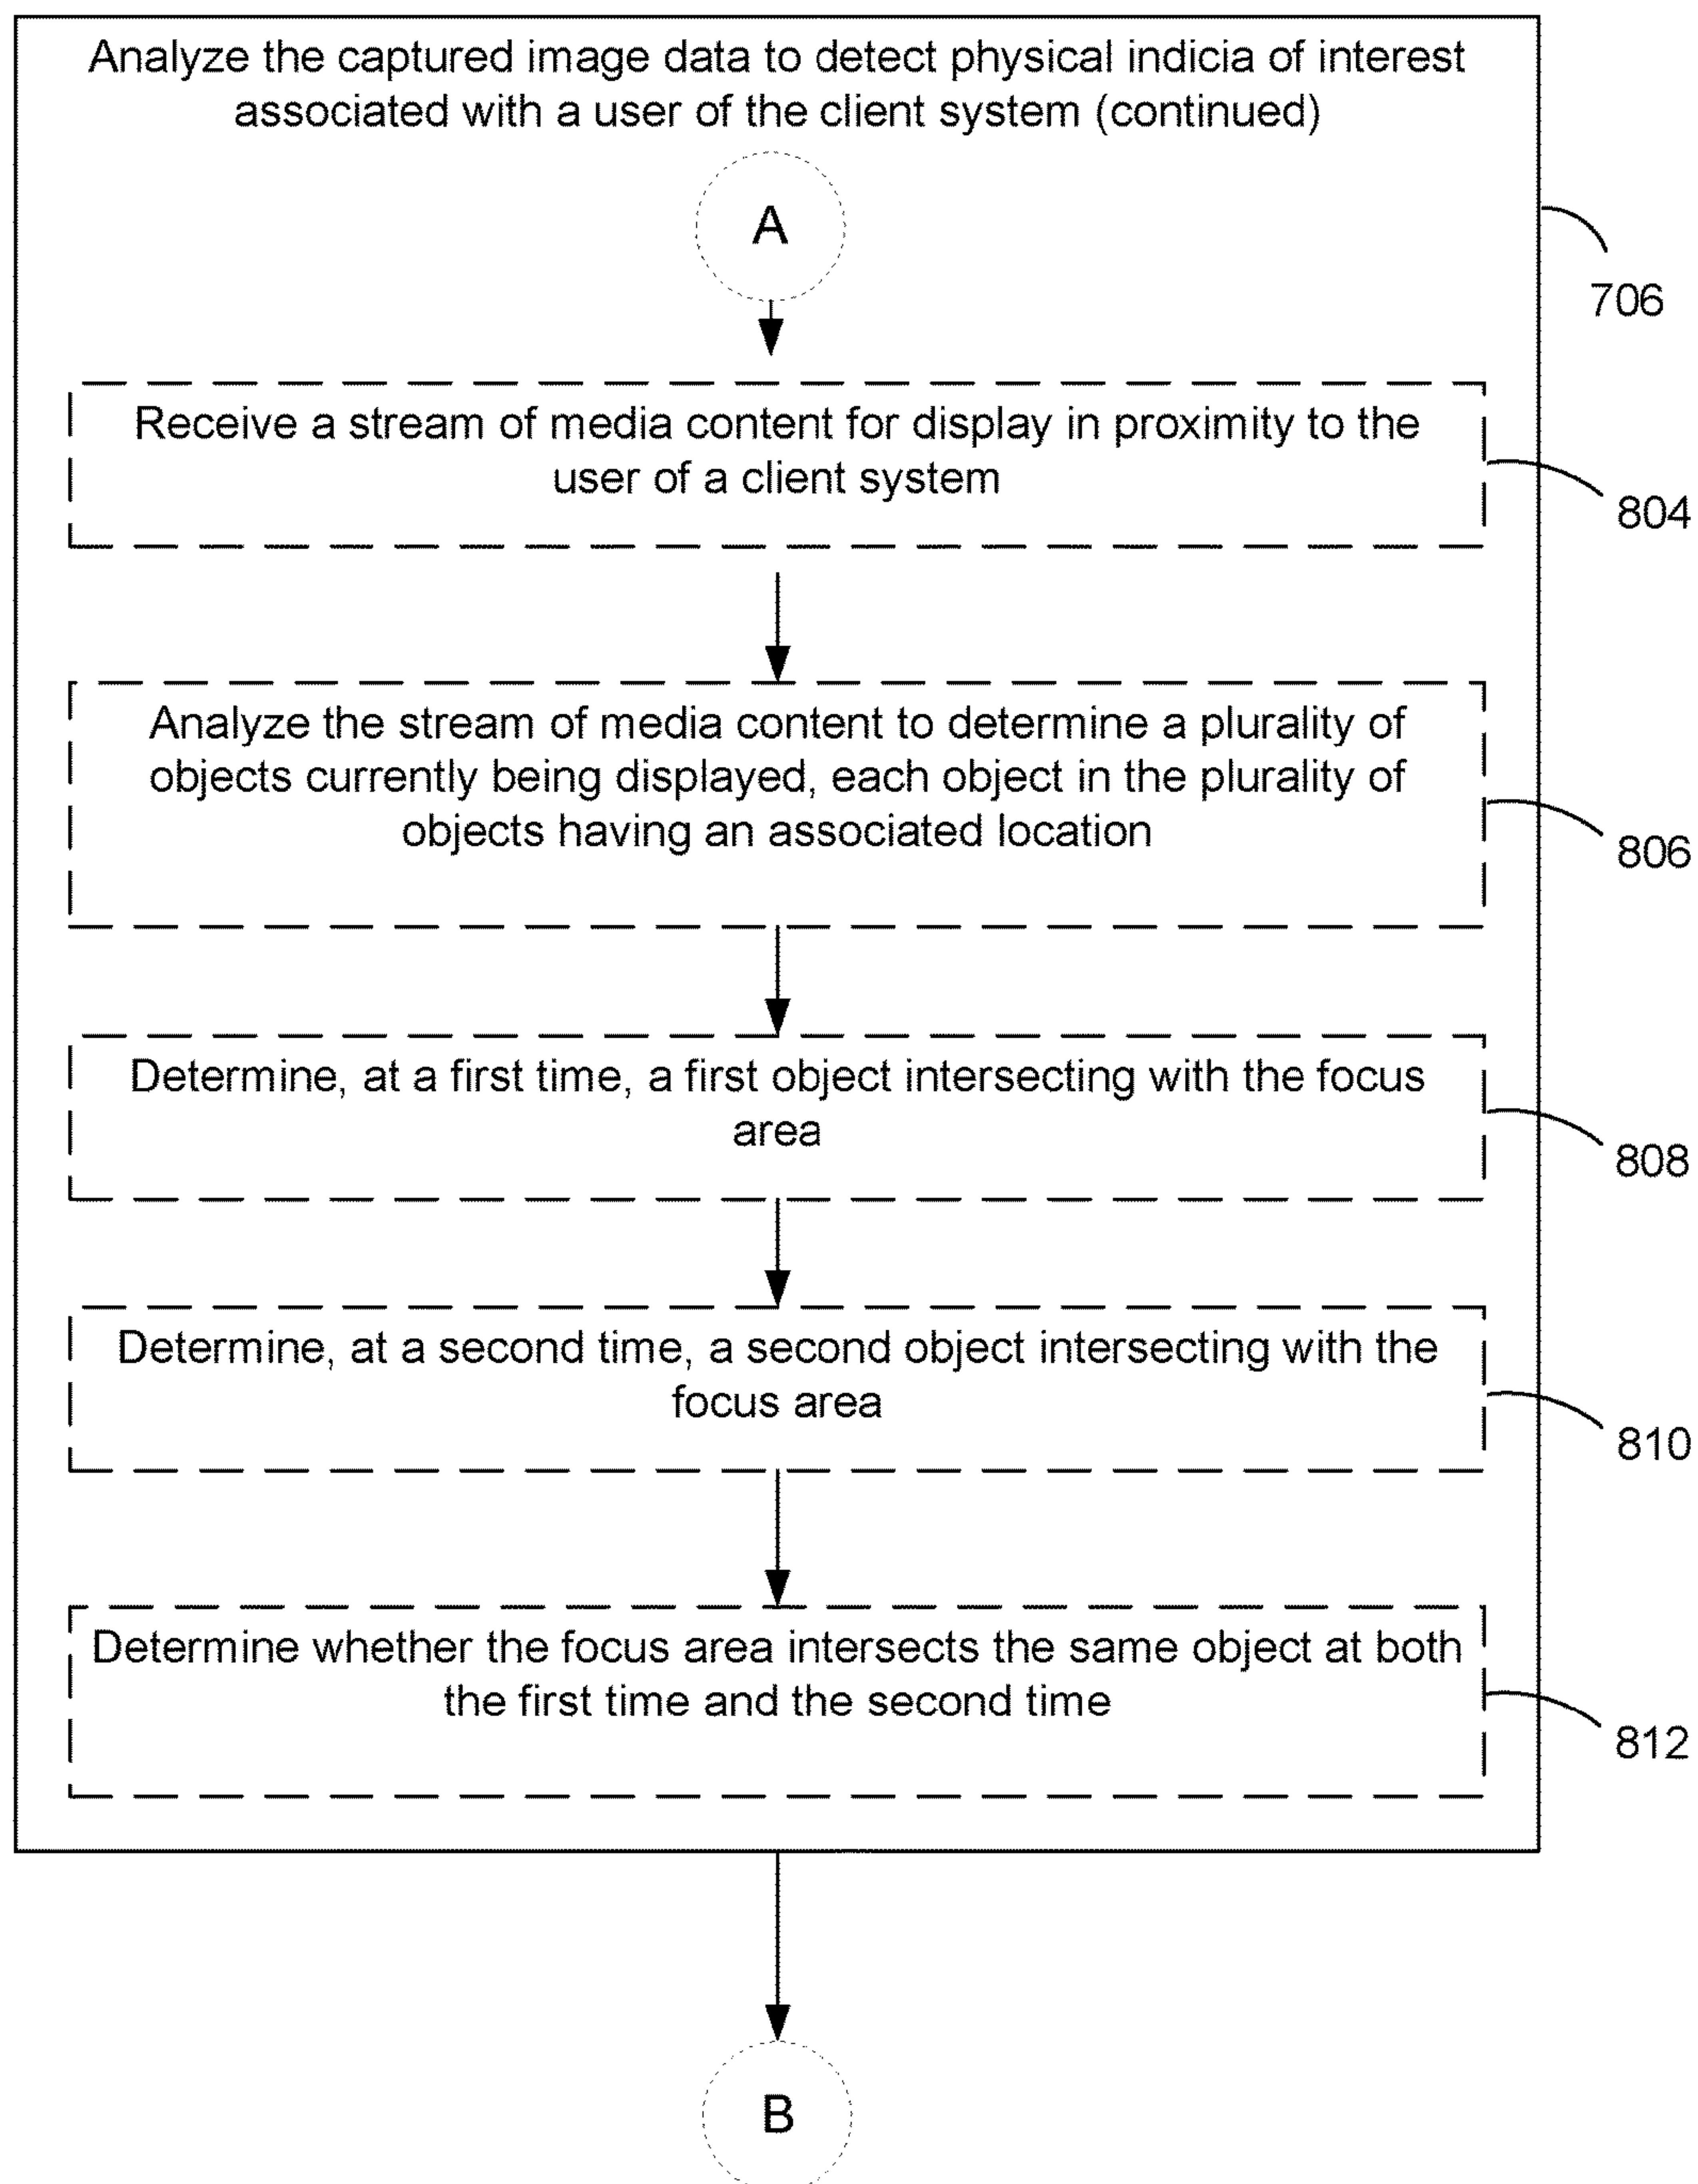 Analyze the captured image data to detect physical indicia of interest
associated with a user of the client system (continued)
A
706
Receive a stream of media content for display in proximity to the
user of a client system
804
Analyze the stream of media content to determine a plurality of
objects currently being displayed, each object in the plurality of
objects having an associated location
806
Determine, at a first time, a first object intersecting with the focus
area
808
Determine, at a second time, a second object intersecting with the
focus area
810
Determine whether the focus area intersects the same object at both
the first time and the second time
812
B